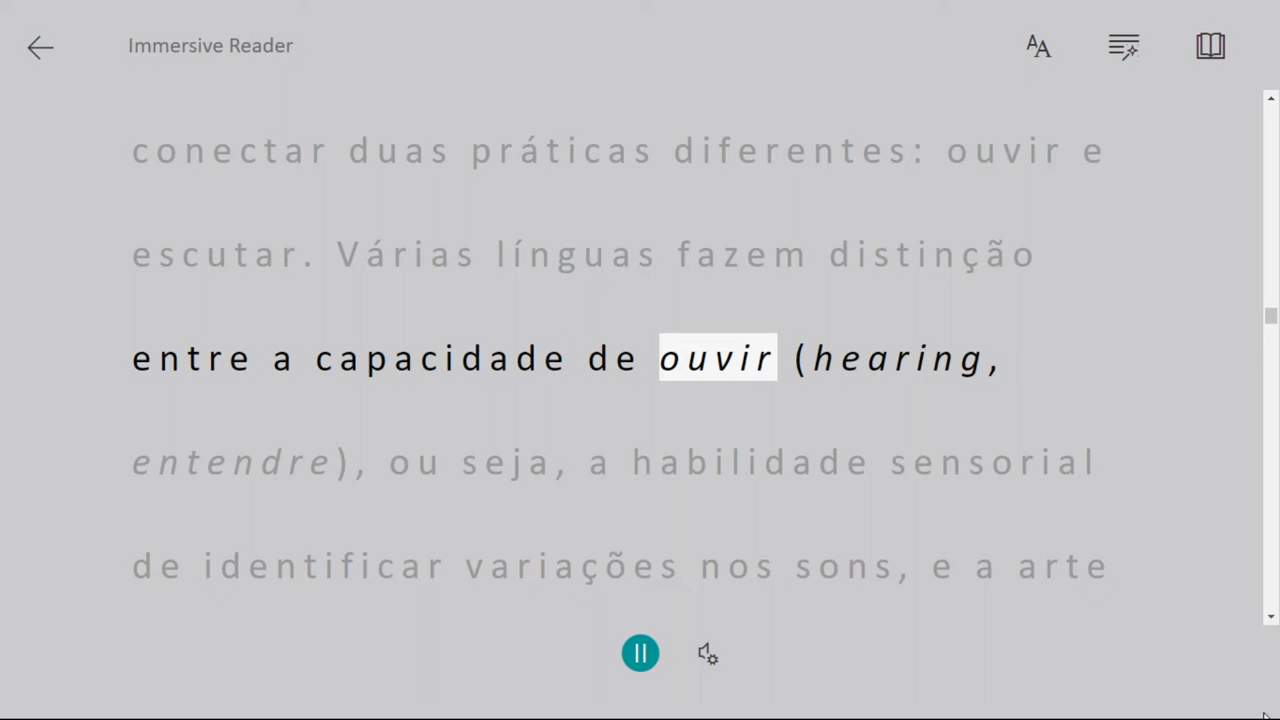 Immersive Reader
conectar duas práticas diferentes: ouvir e
escutar. Várias línguas fazem distinção
entre a capacidade de ouvir (hearing,
entendre), ou seja, a habilidade sensorial
de identificar variações nos sons, e a arte